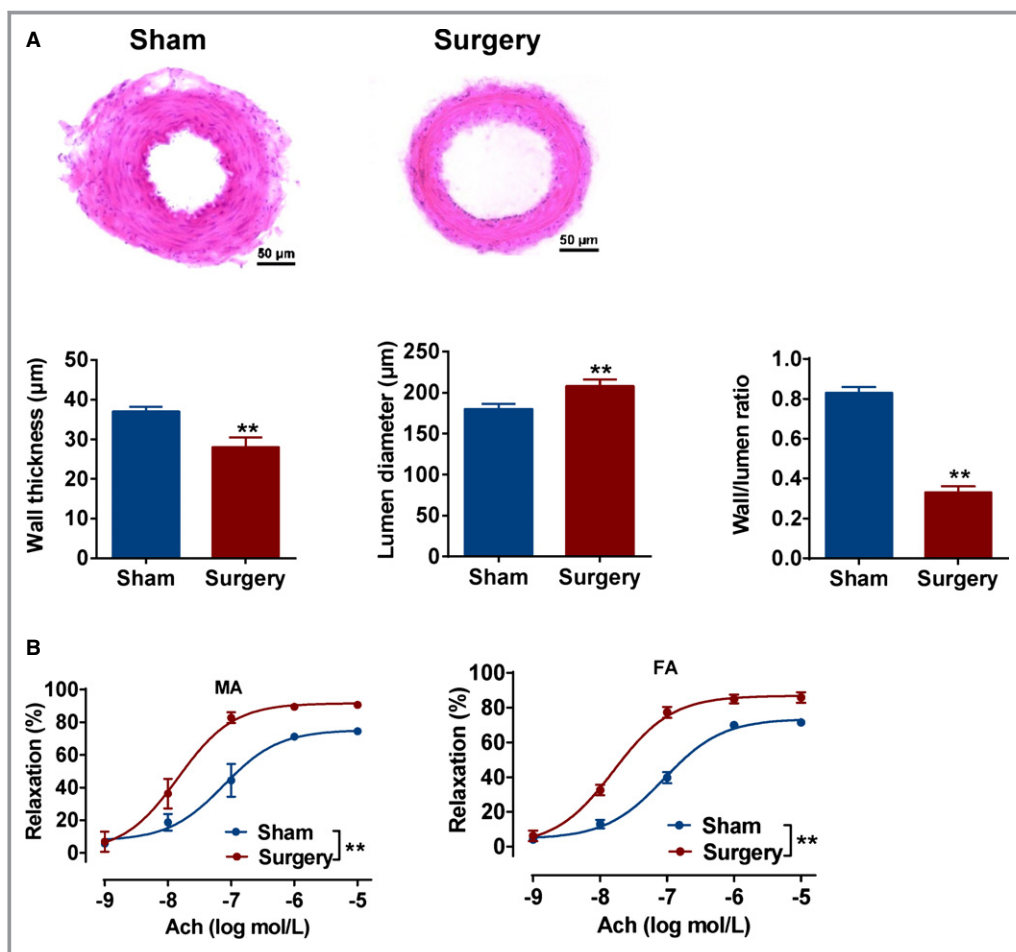 A
Sham
Surgery
50 µm
50 µm
Wall thickness (µm)
50
40
30
20
10
0
**
Sham
Surgery
Lumen diameter (µm)
250
200
150
100
50
0
**
Sham
Surgery
Wall/lumen ratio
1.0
0.8
0.6
0.4
0.2
0.0
**
Sham
Surgery
B
MA
Relaxation (%)
100
80
60
40
20
0
Sham
Surgery
**
-9 -8 -7 -6 -5
Ach (log mol/L)
FA
Relaxation (%)
100
80
60
40
20
0
Sham
Surgery
**
-9 -8 -7 -6 -5
Ach (log mol/L)